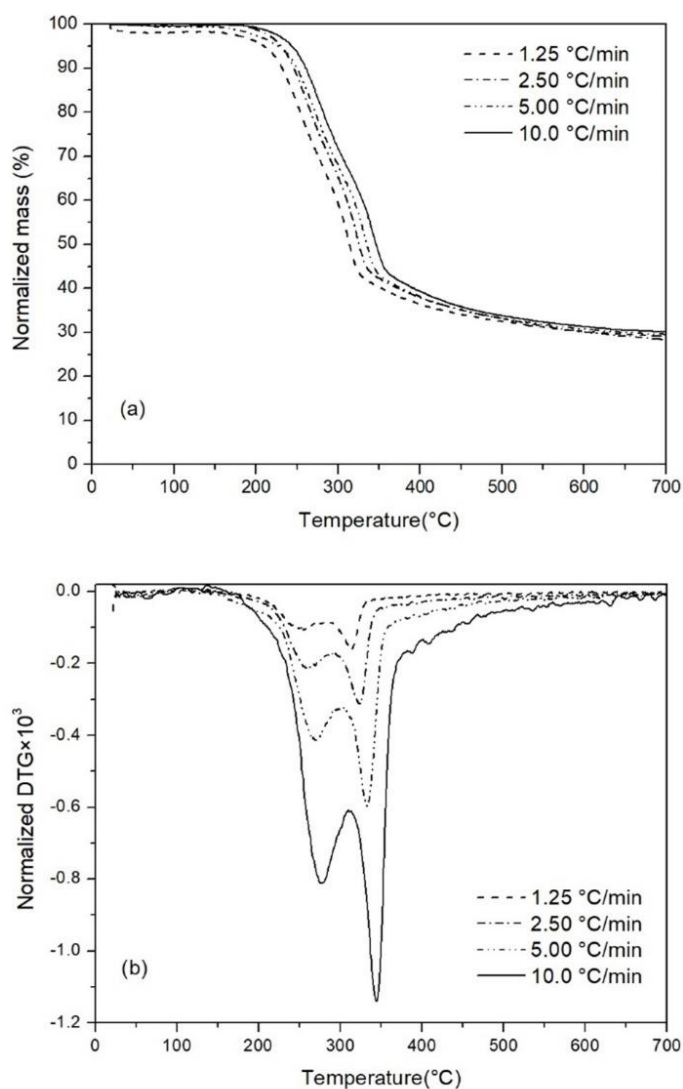 100
90
80
70
60
50
40
30
20
10
0
Normalized mass (%)
1.25 °C/min
2.50 °C/min
5.00 °C/min
10.0 °C/min
(a)
0 100 200 300 400 500 600 700
Temperature(°C)
0.0
-0.2
-0.4
-0.6
-0.8
-1.0
-1.2
Normalized DTG×10³
1.25 °C/min
2.50 °C/min
5.00 °C/min
10.0 °C/min
(b)
0 100 200 300 400 500 600 700
Temperature(°C)